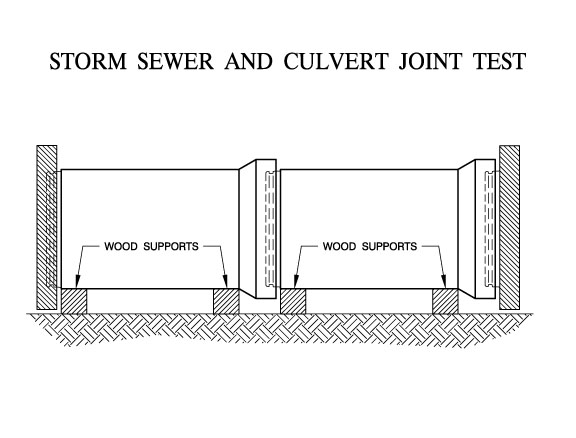 STORM SEWER AND CULVERT JOINT TEST
WOOD SUPPORTS
WOOD SUPPORTS